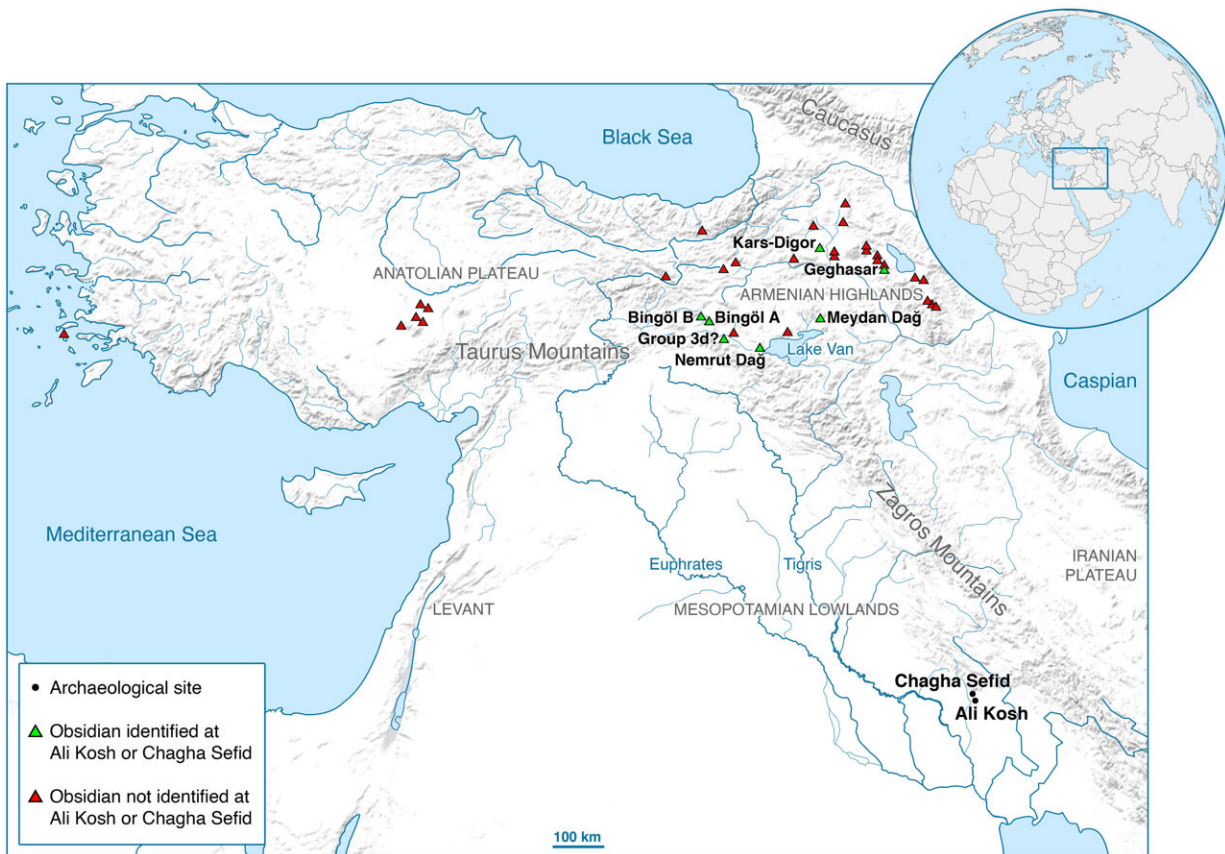 Black Sea
Caucasus
Kars-Digor
Geghasar
ANATOLIAN PLATEAU
ARMENIAN HIGHLANDS
Bingöl B
Bingöl A
Meydan Dağ
Group 3d?
Taurus Mountains
Lake Van
Nemrut Dağ
Caspian
Zagros Mountains
Mediterranean Sea
Euphrates
Tigris
IRANIAN
PLATEAU
LEVANT
MESOPOTAMIAN LOWLANDS
Chagha Sefid
Ali Kosh
Archaeological site
Obsidian identified at
Ali Kosh or Chagha Sefid
Obsidian not identified at
Ali Kosh or Chagha Sefid
100 km